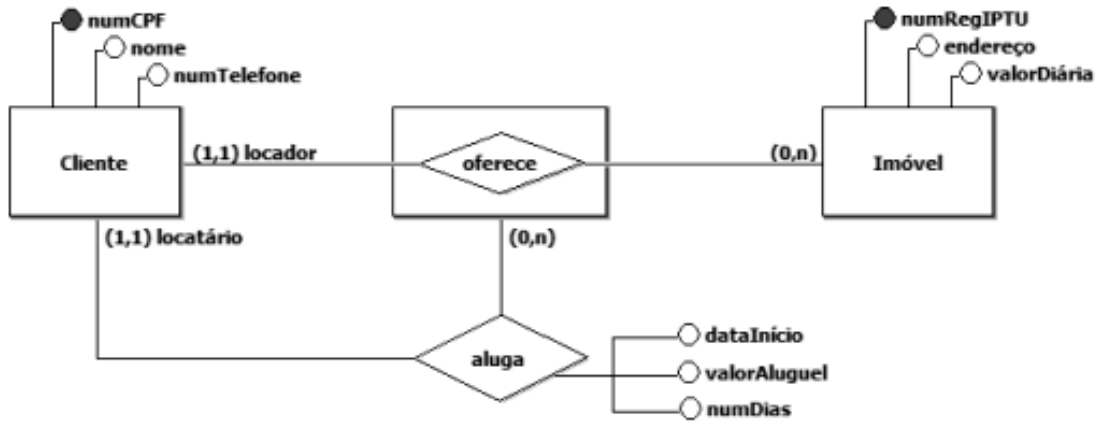 numCPF
nome
numTelefone
numRegIPTU
endereço
valorDiária
Cliente
(1,1) locador
oferece
(0,n)
Imóvel
(1,1) locatário
(0,n)
aluga
dataInício
valorAluguel
numDias